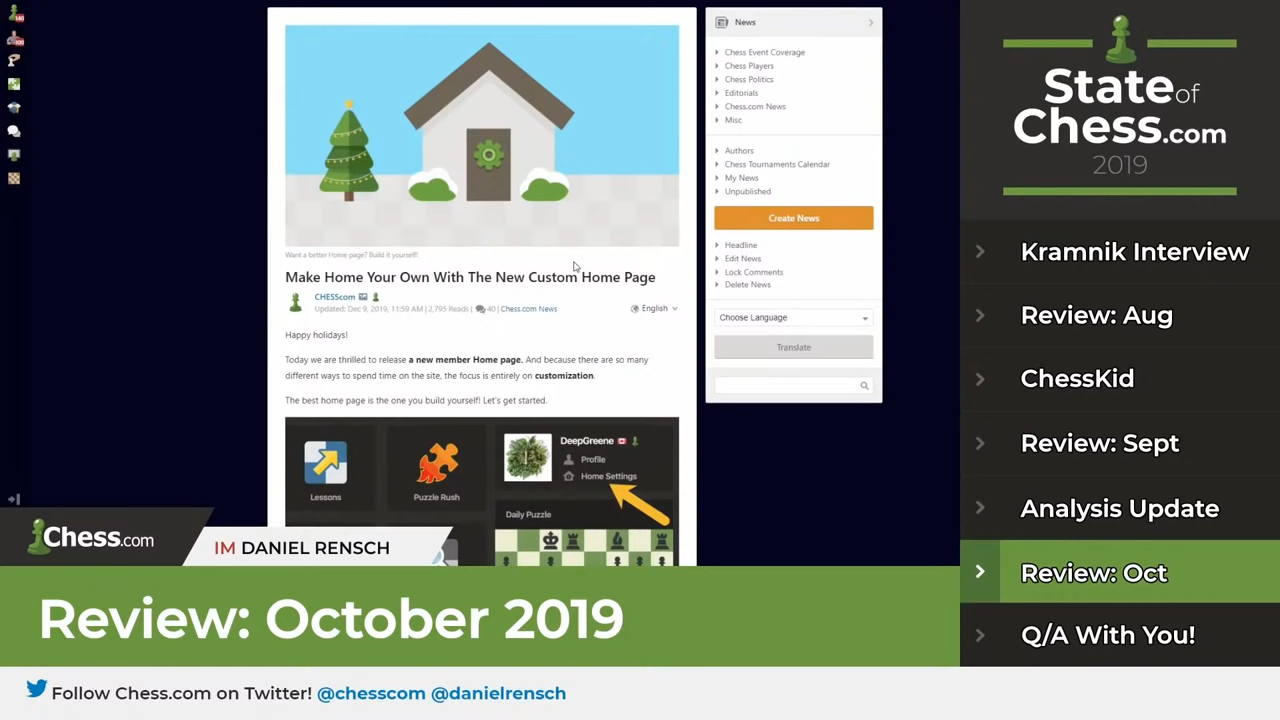 140
100
Want a better Home page? Build it yourself!
Make Home Your Own With The New Custom Home Page
CHESScom
Updated: Dec 9, 2019, 11:59 AM | 2,795 Reads | 40 | Chess.com News
English
Happy holidays!
Today we are thrilled to release a new member Home page. And because there are so many
different ways to spend time on the site, the focus is entirely on customization.
The best home page is the one you build yourself! Let's get started.
Lessons
Puzzle Rush
DeepGreene
Profile
Home Settings
Daily Puzzle
News
Chess Event Coverage
Chess Players
Chess Politics
Editorials
Chess.com News
Misc
Authors
Chess Tournaments Calendar
My News
Unpublished
Create News
Headline
Edit News
Lock Comments
Delete News
Choose Language
Translate
State of
Chess.com
2019
Kramnik Interview
Review: Aug
ChessKid
Review: Sept
Analysis Update
Review: Oct
Q/A With You!
Chess.com
IM DANIEL RENSCH
Review: October 2019
Follow Chess.com on Twitter! @chesscom @danielrensch